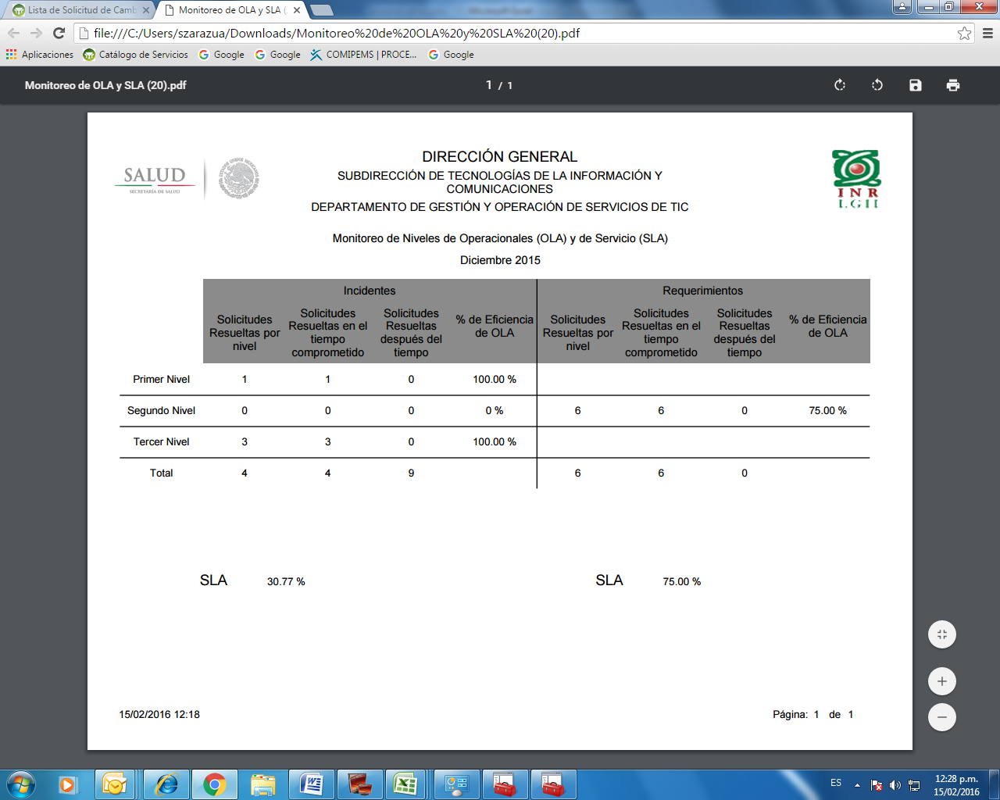 Lista de Solicitud de Camb
Monitoreo de OLA y SLA (
file:///C:/Users/szarazua/Downloads/Monitoreo%20de%20OLA%20y%20SLA%20(20).pdf
Aplicaciones Catálogo de Servicios Google Google COMIPEMS | PROCE... Google
Monitoreo de OLA y SLA (20).pdf 1 / 1
SALUD
SECRETARÍA DE SALUD
DIRECCIÓN GENERAL
SUBDIRECCIÓN DE TECNOLOGÍAS DE LA INFORMACIÓN Y
COMUNICACIONES
DEPARTAMENTO DE GESTIÓN Y OPERACIÓN DE SERVICIOS DE TIC
INR
LGII
Monitoreo de Niveles de Operacionales (OLA) y de Servicio (SLA)
Diciembre 2015
Incidentes Requerimientos
Solicitudes Resueltas por nivel
Solicitudes Resueltas en el tiempo comprometido
Solicitudes Resueltas después del tiempo
% de Eficiencia de OLA
Solicitudes Resueltas por nivel
Solicitudes Resueltas en el tiempo comprometido
Solicitudes Resueltas después del tiempo
% de Eficiencia de OLA
Primer Nivel 1 1 0 100.00 %
Segundo Nivel 0 0 0 0 % 6 6 0 75.00 %
Tercer Nivel 3 3 0 100.00 %
Total 4 4 9 6 6 0
SLA 30.77 % SLA 75.00 %
15/02/2016 12:18 Página: 1 de 1
ES
12:28 p.m.
15/02/2016